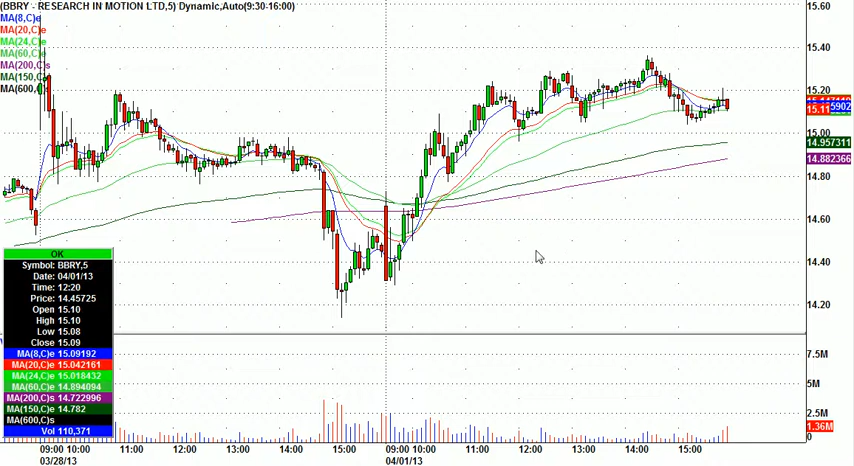 (BBRY - RESEARCH IN MOTION LTD,5) Dynamic,Auto(9:30-16:00)
MA(8,C)e
MA(20,C)e
MA(24,C)e
MA(60,C)e
MA(200,C)s
MA(150,C)e
MA(600,
15.60
15.40
15.20
15.11
5902
15.00
14.957311
14.882366
14.80
14.60
14.40
14.20
OK
Symbol: BBRY,5
Date: 04/01/13
Time: 12:20
Price: 14.45725
Open 15.10
High 15.10
Low 15.08
Close 15.09
MA(8,C)e 15.09192
MA(20,C)e 15.042161
MA(24,C)e 15.018432
MA(60,C)e 14.894094
MA(200,C)s 14.722996
MA(150,C)e 14.782
MA(600,C)s
Vol 110,371
7.5M
5M
2.5M
1.36M
0
09:00 10:00 11:00 12:00 13:00 14:00 15:00 09:00 10:00 11:00 12:00 13:00 14:00 15:00
03/28/13 04/01/13